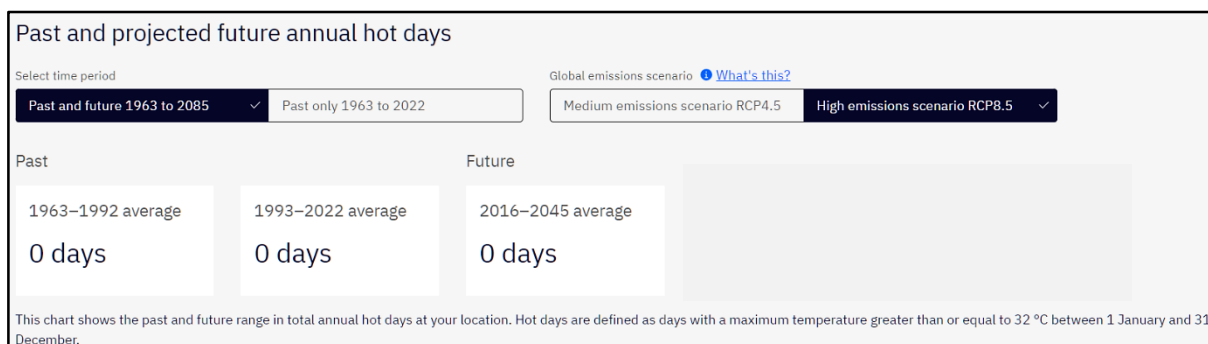 Past and projected future annual hot days
Select time period
Global emissions scenario What's this?
Past and future 1963 to 2085
Past only 1963 to 2022
Medium emissions scenario RCP4.5
High emissions scenario RCP8.5
Past
Future
1963–1992 average
0 days
1993–2022 average
0 days
2016–2045 average
0 days
This chart shows the past and future range in total annual hot days at your location. Hot days are defined as days with a maximum temperature greater than or equal to 32 °C between 1 January and 31
December.